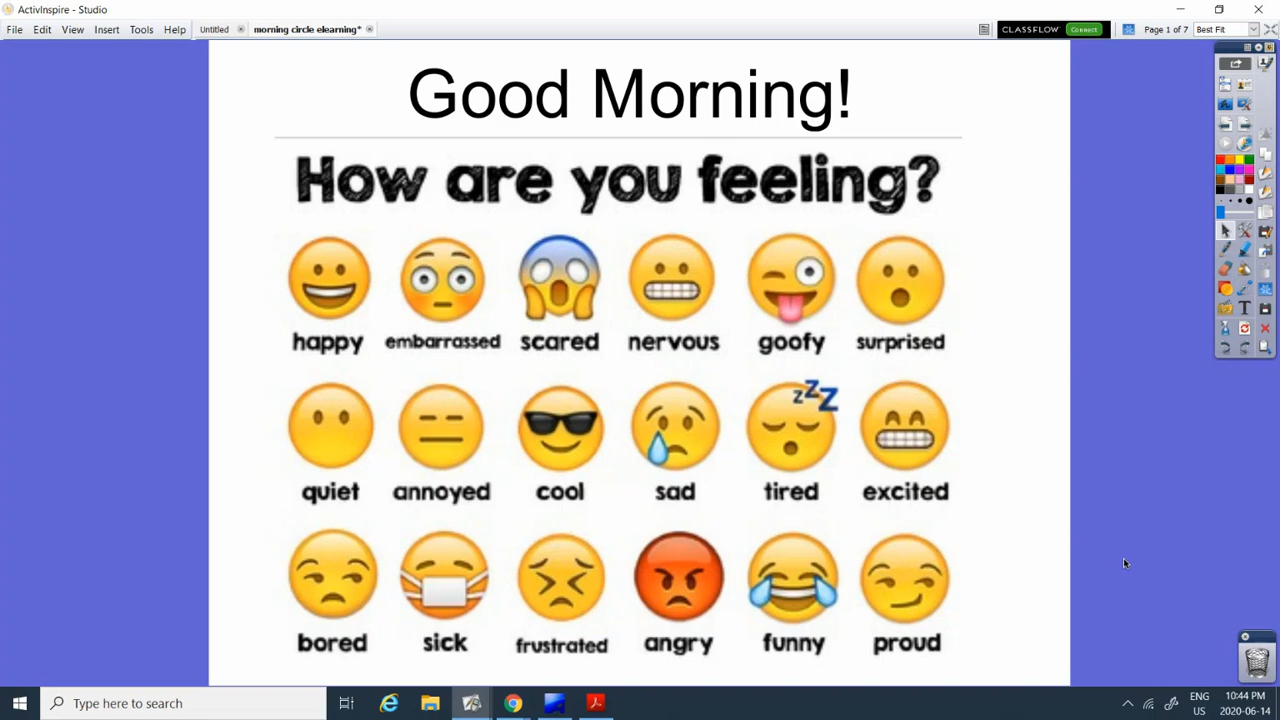 ActivInspire - Studio
File Edit View Insert Tools Help Untitled morning circle elearning* CLASSFLOW Connect Page 1 of 7 Best Fit
Good Morning!
How are you feeling?
happy embarrassed scared nervous goofy surprised
zZZ
quiet annoyed cool sad tired excited
bored sick frustrated angry funny proud
Type here to search
ENG 10:44 PM
US 2020-06-14